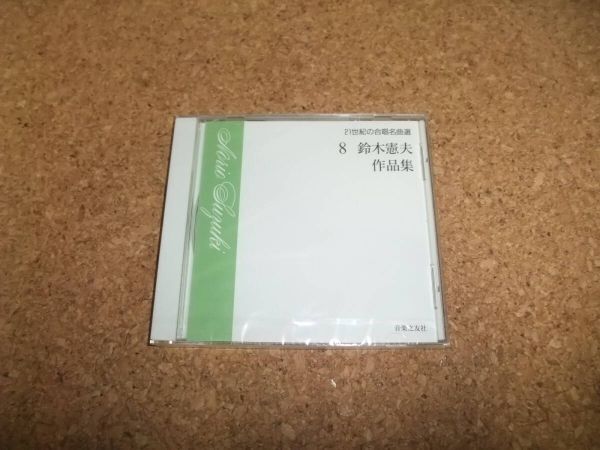 21世紀の合唱名曲選
8 鈴木憲夫
作品集
Norio Suzuki
音楽之友社